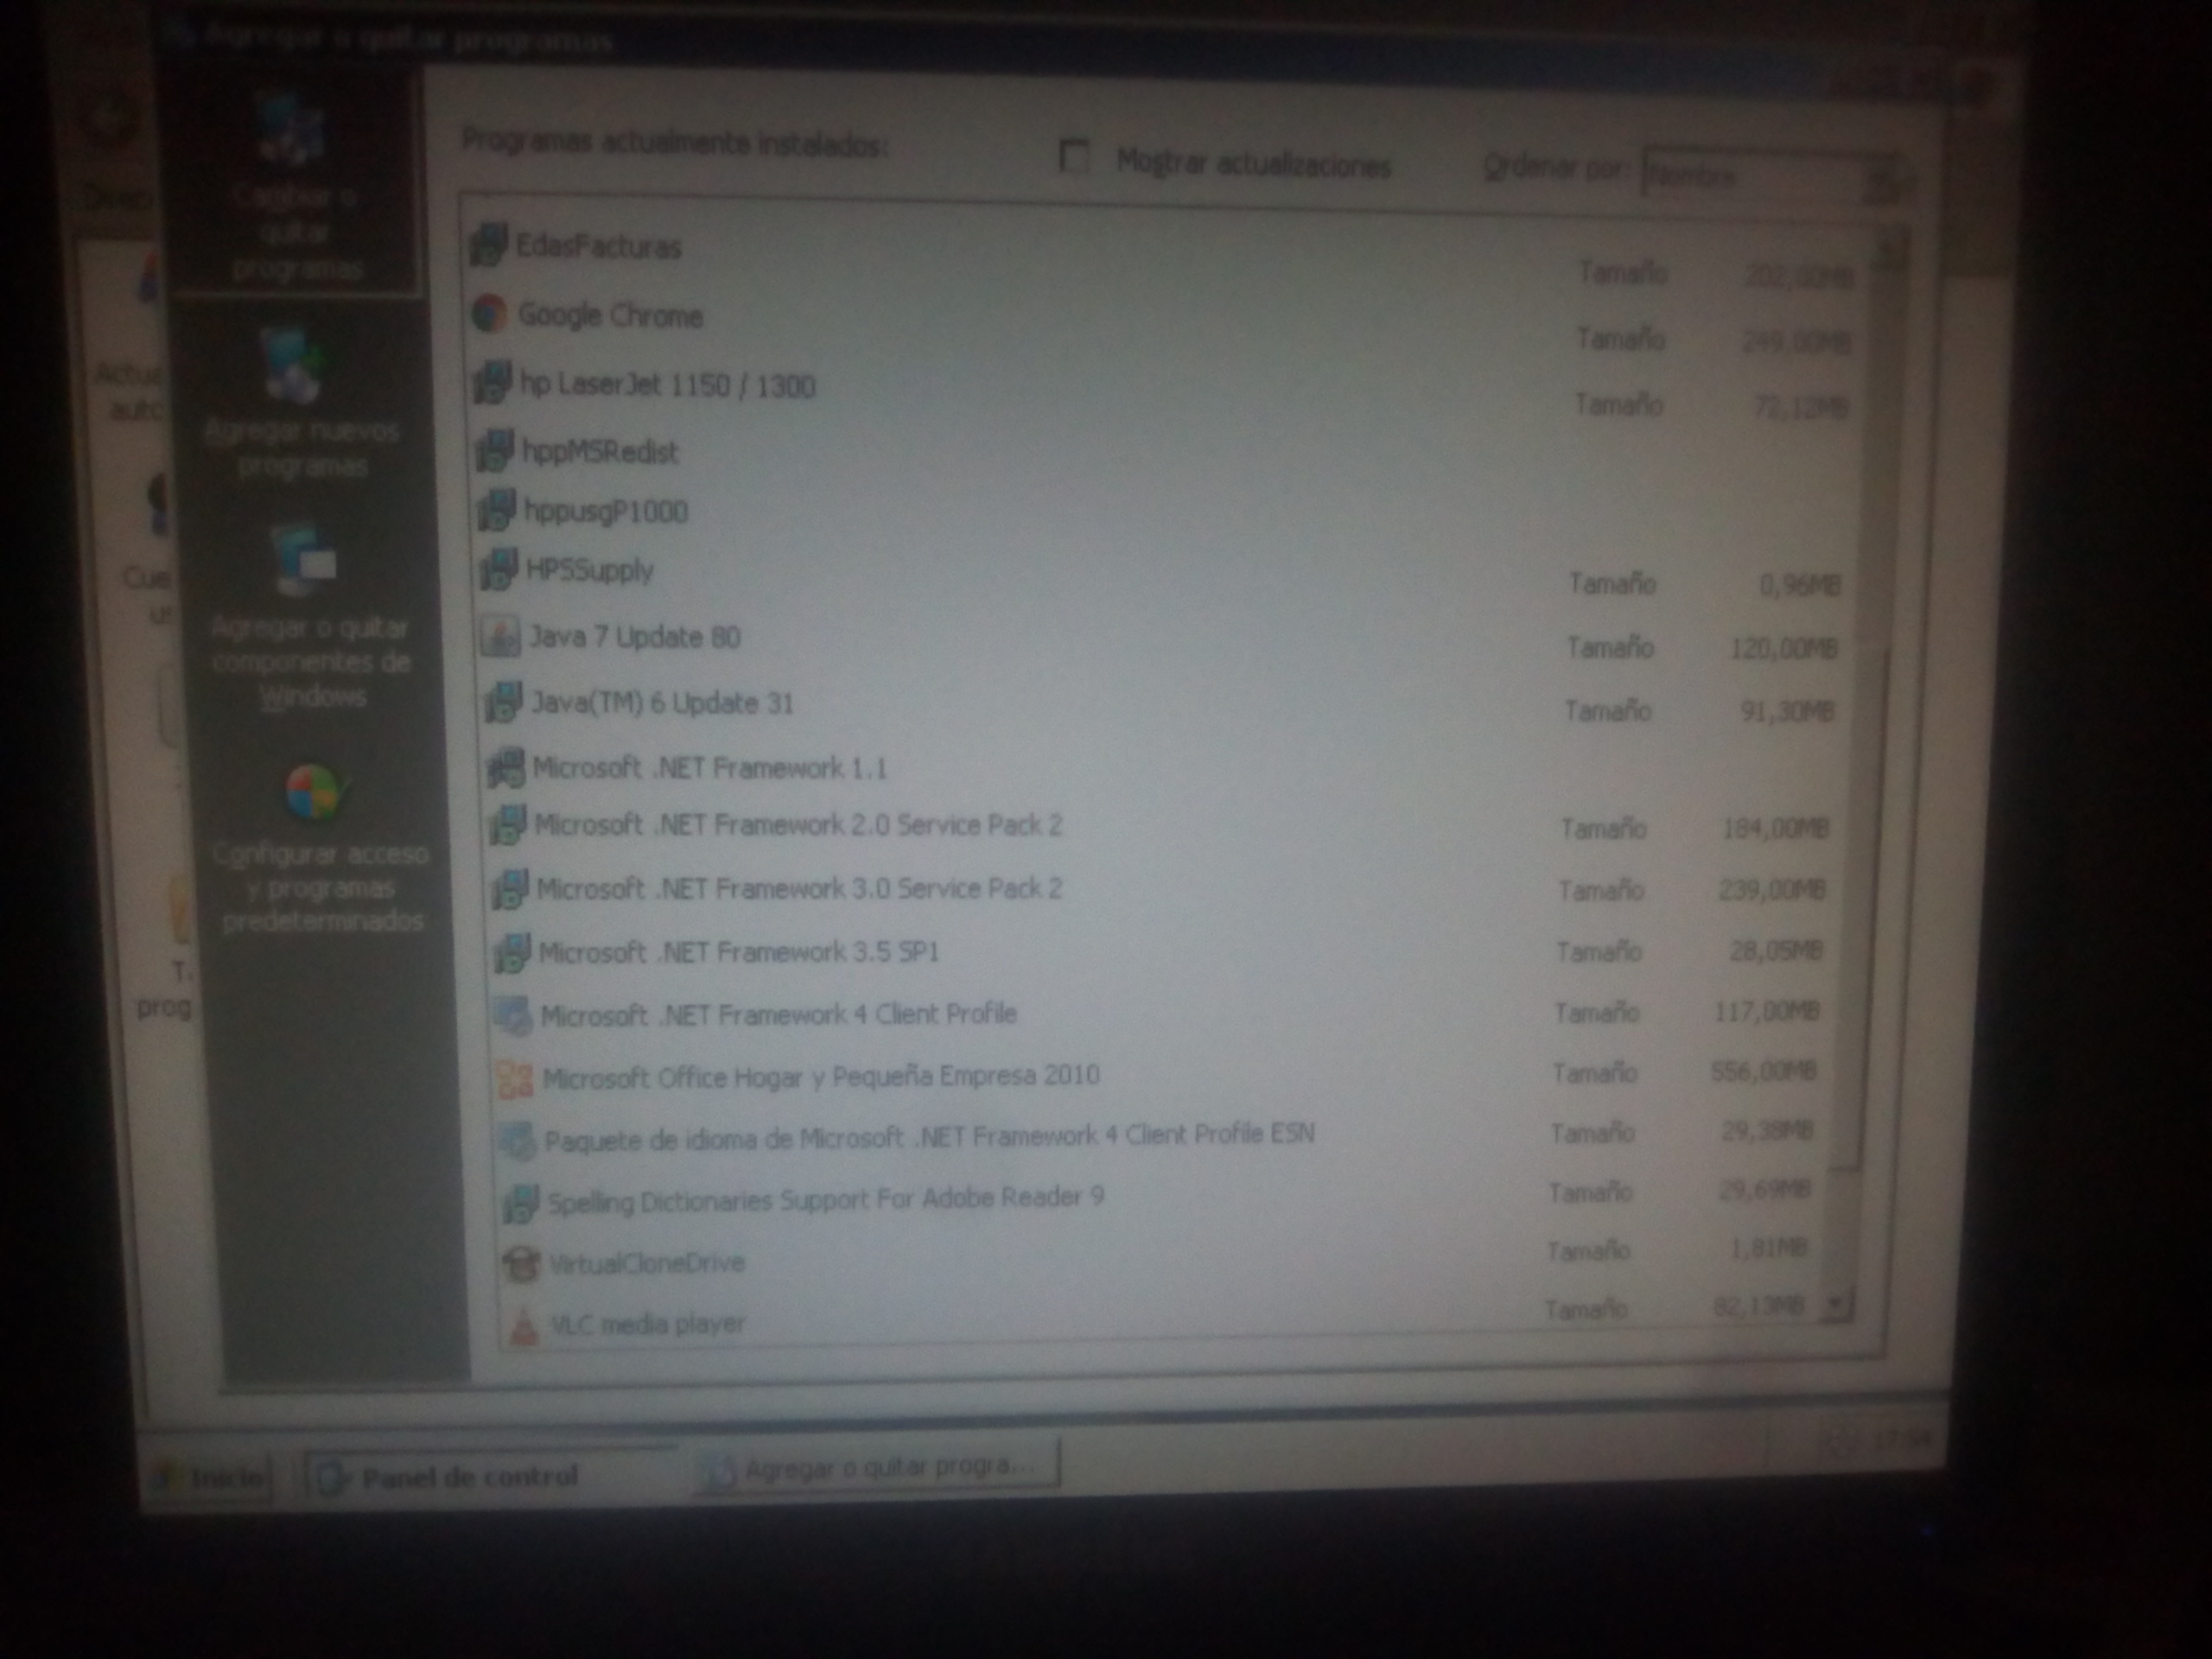 Agregar o quitar programas
Programas actualmente instalados:
Mostrar actualizaciones
Ordenar por: Nombre
Cambiar o
quitar
programas
Agregar nuevos
programas
Agregar o quitar
componentes de
Windows
Configurar acceso
y programas
predeterminados
EdasFacturas Tamaño 202,00MB
Google Chrome Tamaño 249,00MB
hp LaserJet 1150 / 1300 Tamaño 72,12MB
hppMSRedist
hppusgP1000
HPSSupply Tamaño 0,96MB
Java 7 Update 80 Tamaño 120,00MB
Java(TM) 6 Update 31 Tamaño 91,30MB
Microsoft .NET Framework 1.1
Microsoft .NET Framework 2.0 Service Pack 2 Tamaño 184,00MB
Microsoft .NET Framework 3.0 Service Pack 2 Tamaño 239,00MB
Microsoft .NET Framework 3.5 SP1 Tamaño 28,05MB
Microsoft .NET Framework 4 Client Profile Tamaño 117,00MB
Microsoft Office Hogar y Pequeña Empresa 2010 Tamaño 556,00MB
Paquete de idioma de Microsoft .NET Framework 4 Client Profile ESN Tamaño 29,38MB
Spelling Dictionaries Support For Adobe Reader 9 Tamaño 29,69MB
VirtualCloneDrive Tamaño 1,81MB
VLC media player Tamaño 82,13MB
Direc
Actua
auto
Cue
us
T.
prog
Inicio
Panel de control
Agregar o quitar progra...
17:54